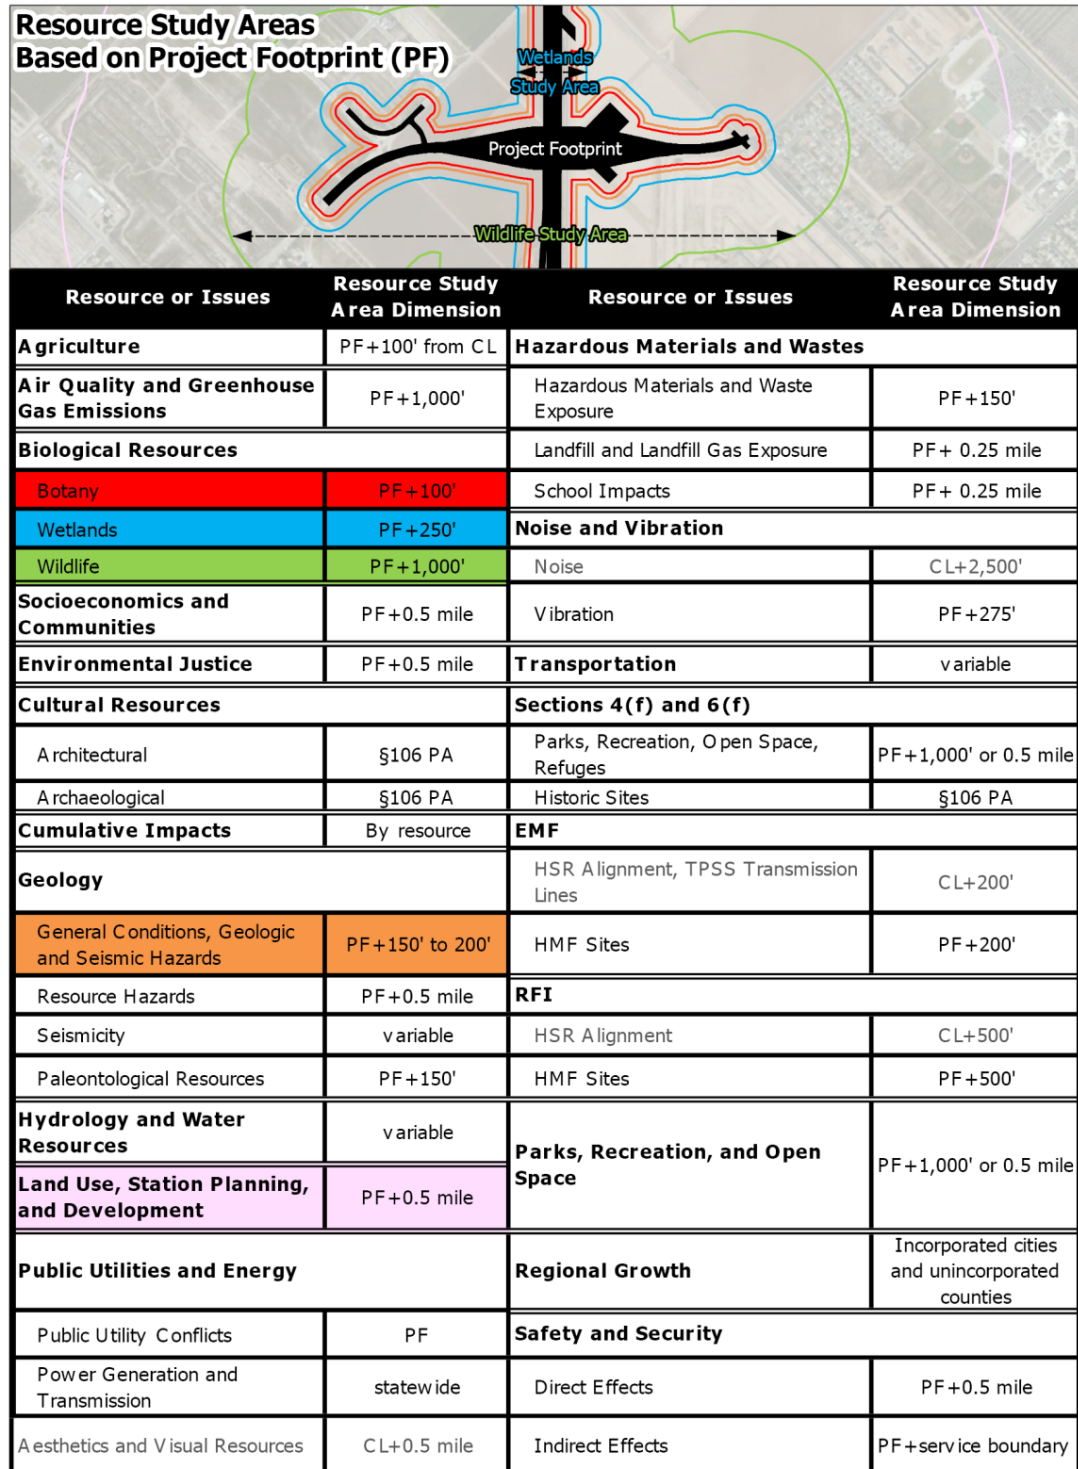 Resource Study Areas
Based on Project Footprint (PF)
Wetlands
Study Area
Project Footprint
Wildlife Study Area
Resource or Issues
Resource Study
Area Dimension
Resource or Issues
Resource Study
Area Dimension
Agriculture
PF+100' from CL
Hazardous Materials and Wastes
Air Quality and Greenhouse
Gas Emissions
PF+1,000'
Hazardous Materials and Waste
Exposure
PF+150'
Biological Resources
Landfill and Landfill Gas Exposure
PF+ 0.25 mile
Botany
PF+100'
School Impacts
PF+ 0.25 mile
Wetlands
PF+250'
Noise and Vibration
Wildlife
PF+1,000'
Noise
CL+2,500'
Socioeconomics and
Communities
PF+0.5 mile
Vibration
PF+275'
Environmental Justice
PF+0.5 mile
Transportation
variable
Cultural Resources
Sections 4(f) and 6(f)
Architectural
§106 PA
Parks, Recreation, Open Space,
Refuges
PF+1,000' or 0.5 mile
Archaeological
§106 PA
Historic Sites
§106 PA
Cumulative Impacts
By resource
EMF
Geology
HSR Alignment, TPSS Transmission
Lines
CL+200'
General Conditions, Geologic
and Seismic Hazards
PF+150' to 200'
HMF Sites
PF+200'
Resource Hazards
PF+0.5 mile
RFI
Seismicity
variable
HSR Alignment
CL+500'
Paleontological Resources
PF+150'
HMF Sites
PF+500'
Hydrology and Water
Resources
variable
Parks, Recreation, and Open
Space
PF+1,000' or 0.5 mile
Land Use, Station Planning,
and Development
PF+0.5 mile
Public Utilities and Energy
Regional Growth
Incorporated cities
and unincorporated
counties
Public Utility Conflicts
PF
Safety and Security
Power Generation and
Transmission
statewide
Direct Effects
PF+0.5 mile
Aesthetics and Visual Resources
CL+0.5 mile
Indirect Effects
PF+service boundary